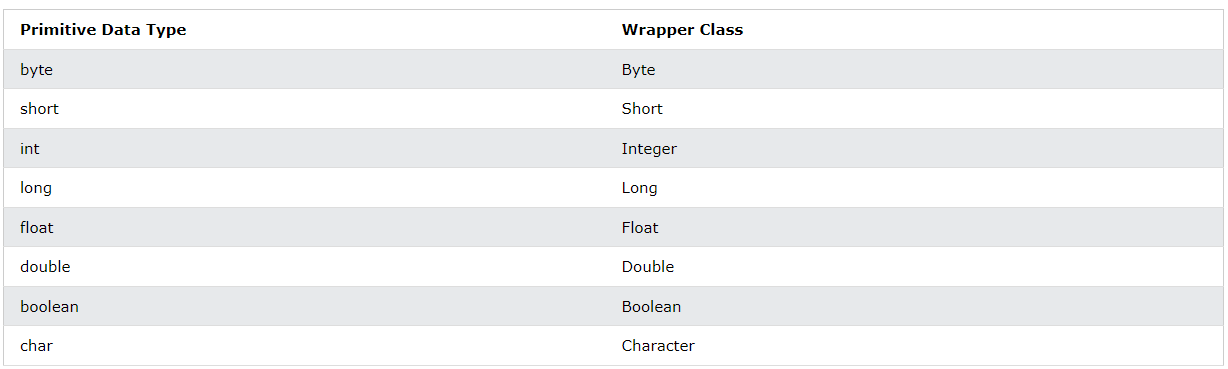 Primitive Data Type Wrapper Class
byte Byte
short Short
int Integer
long Long
float Float
double Double
boolean Boolean
char Character